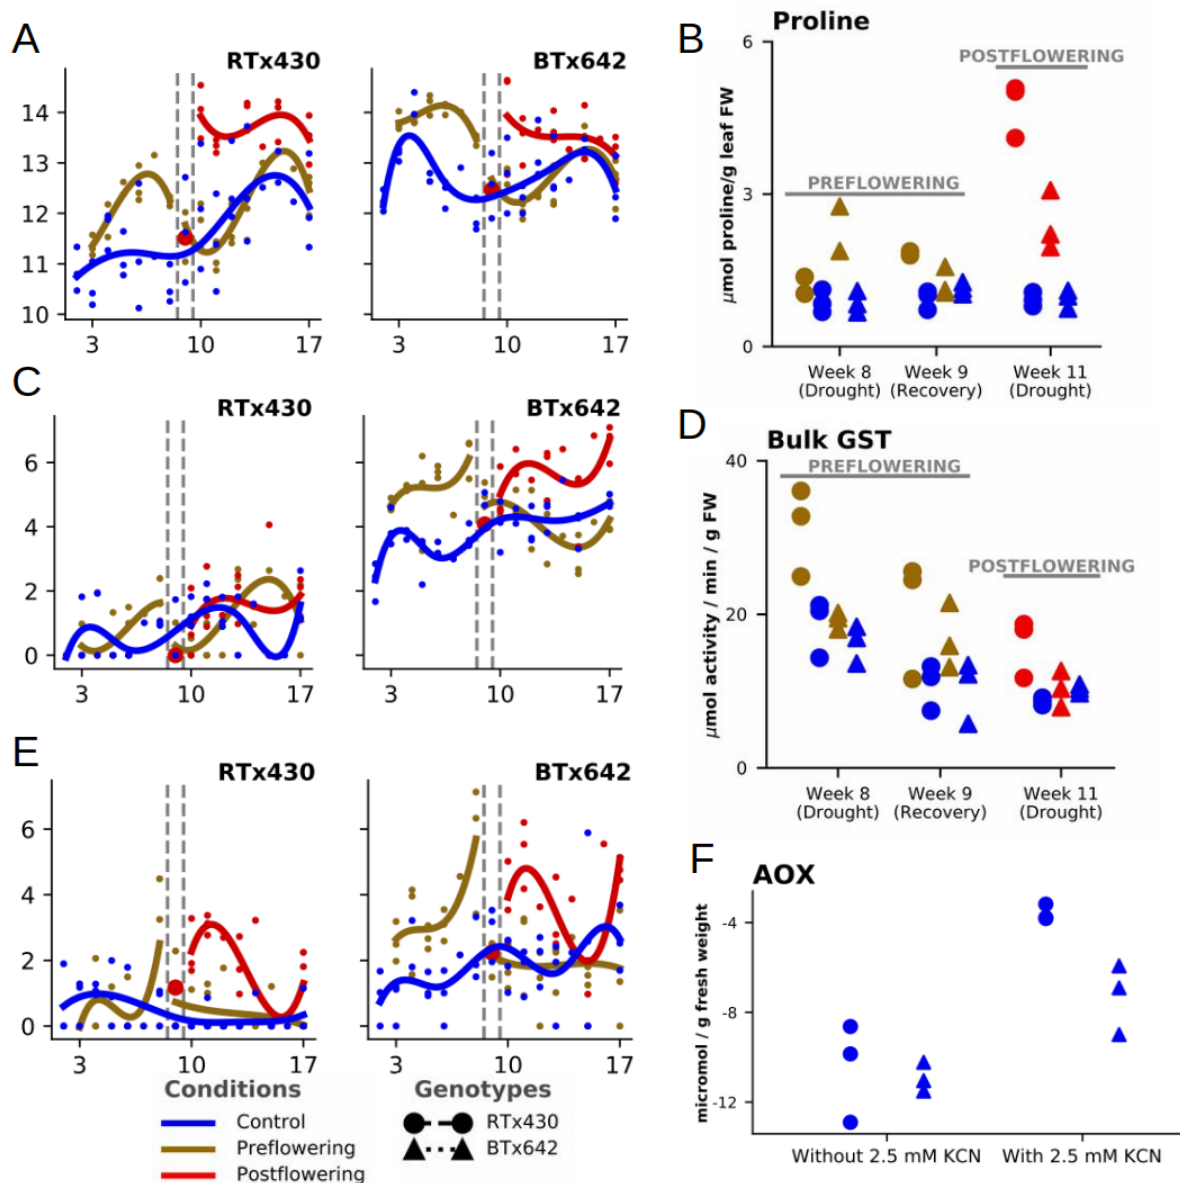 A
RTx430
BTx642
14
13
12
11
10
3
10
17
3
10
17
B
Proline
6
3
0
μmol proline/g leaf FW
PREFLOWERING
POSTFLOWERING
Week 8
(Drought)
Week 9
(Recovery)
Week 11
(Drought)
C
RTx430
BTx642
6
4
2
0
3
10
17
3
10
17
D
Bulk GST
40
20
0
μmol activity / min / g FW
PREFLOWERING
POSTFLOWERING
Week 8
(Drought)
Week 9
(Recovery)
Week 11
(Drought)
E
RTx430
BTx642
6
4
2
0
3
10
17
3
10
17
Conditions
Control
Preflowering
Postflowering
Genotypes
RTx430
BTx642
F
AOX
-4
-8
-12
micromol / g fresh weight
Without 2.5 mM KCN
With 2.5 mM KCN